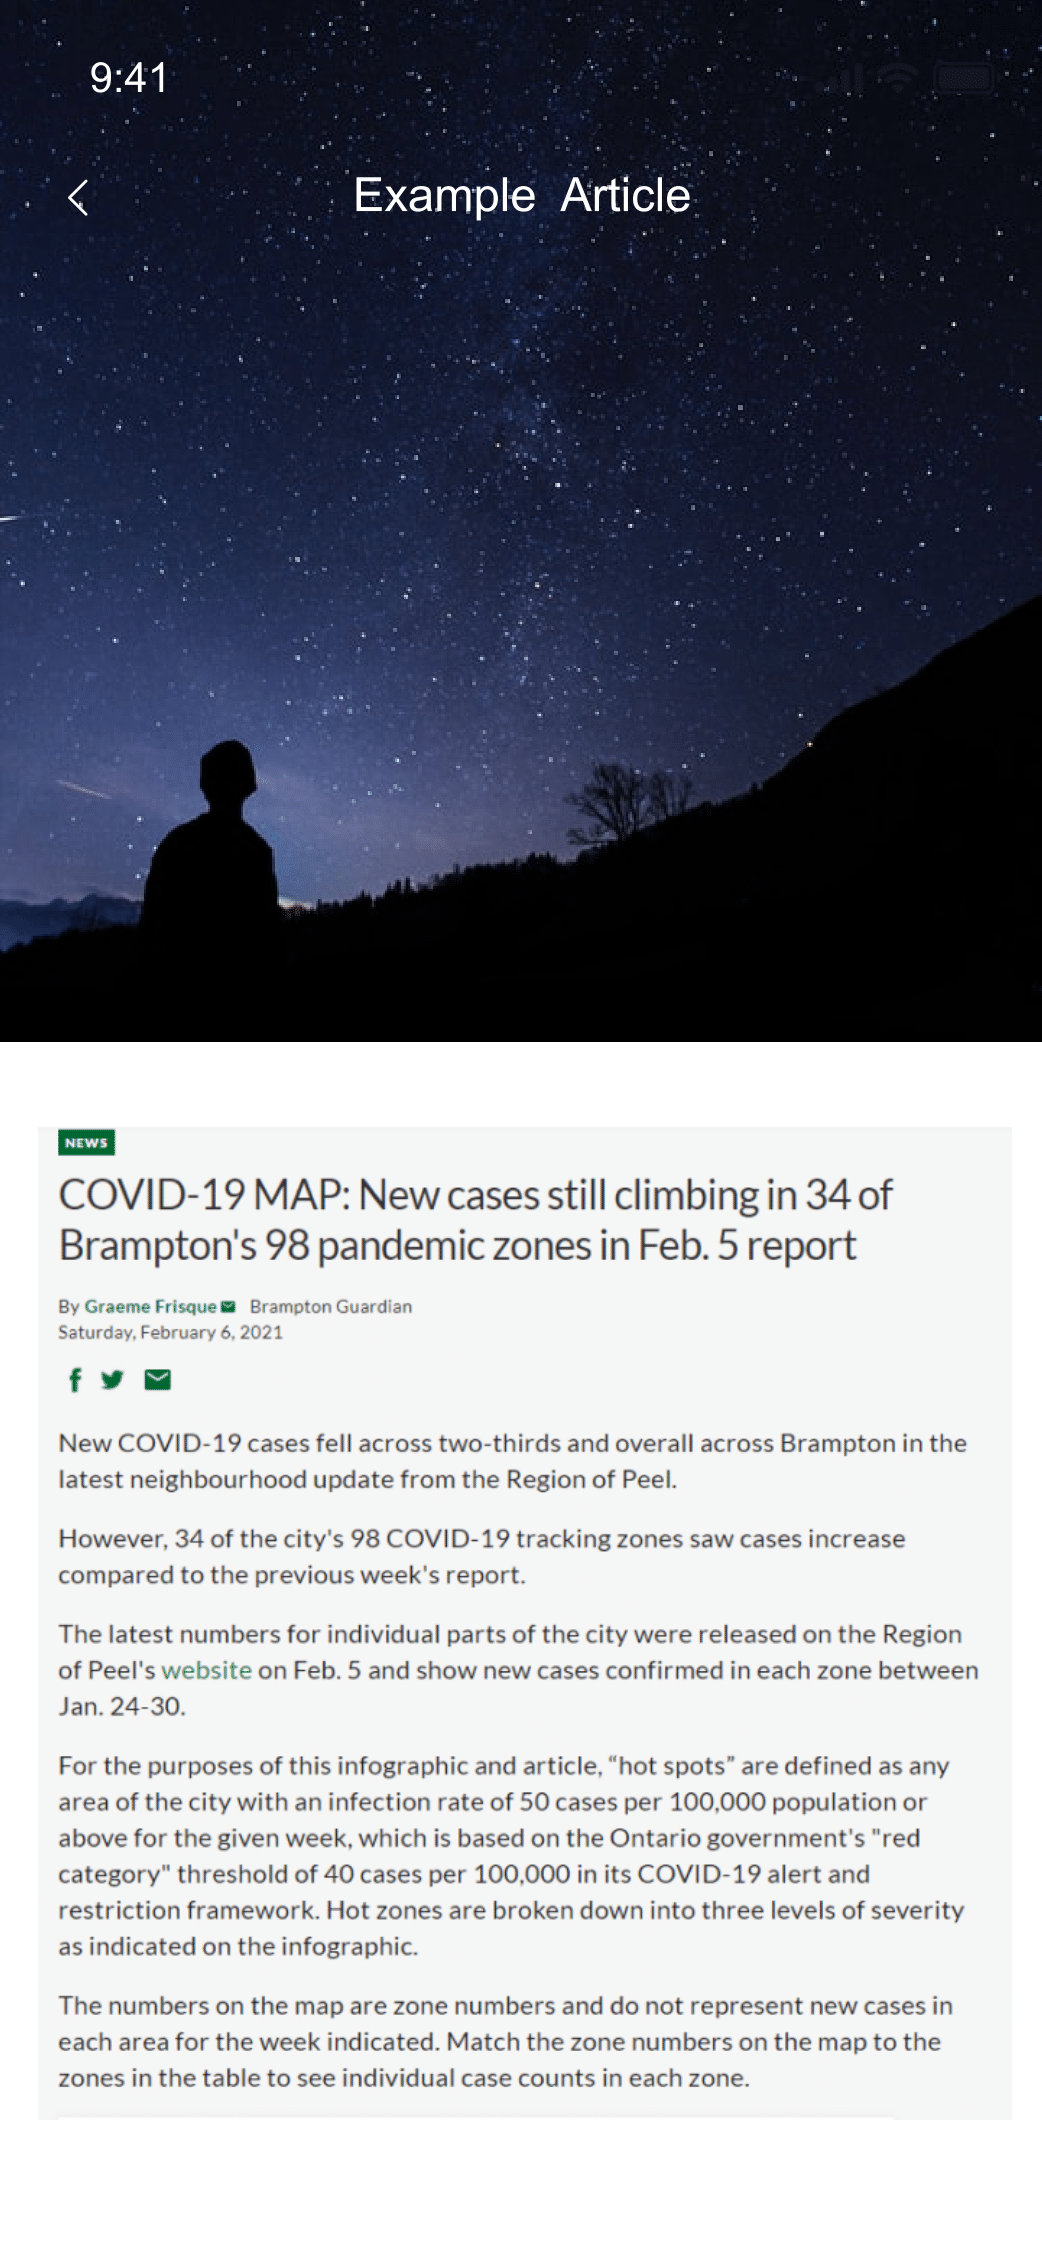 9:41
Example Article
NEWS
COVID-19 MAP: New cases still climbing in 34 of
Brampton's 98 pandemic zones in Feb. 5 report
By Graeme Frisque Brampton Guardian
Saturday, February 6, 2021
New COVID-19 cases fell across two-thirds and overall across Brampton in the
latest neighbourhood update from the Region of Peel.
However, 34 of the city's 98 COVID-19 tracking zones saw cases increase
compared to the previous week's report.
The latest numbers for individual parts of the city were released on the Region
of Peel's website on Feb. 5 and show new cases confirmed in each zone between
Jan. 24-30.
For the purposes of this infographic and article, “hot spots” are defined as any
area of the city with an infection rate of 50 cases per 100,000 population or
above for the given week, which is based on the Ontario government's "red
category" threshold of 40 cases per 100,000 in its COVID-19 alert and
restriction framework. Hot zones are broken down into three levels of severity
as indicated on the infographic.
The numbers on the map are zone numbers and do not represent new cases in
each area for the week indicated. Match the zone numbers on the map to the
zones in the table to see individual case counts in each zone.